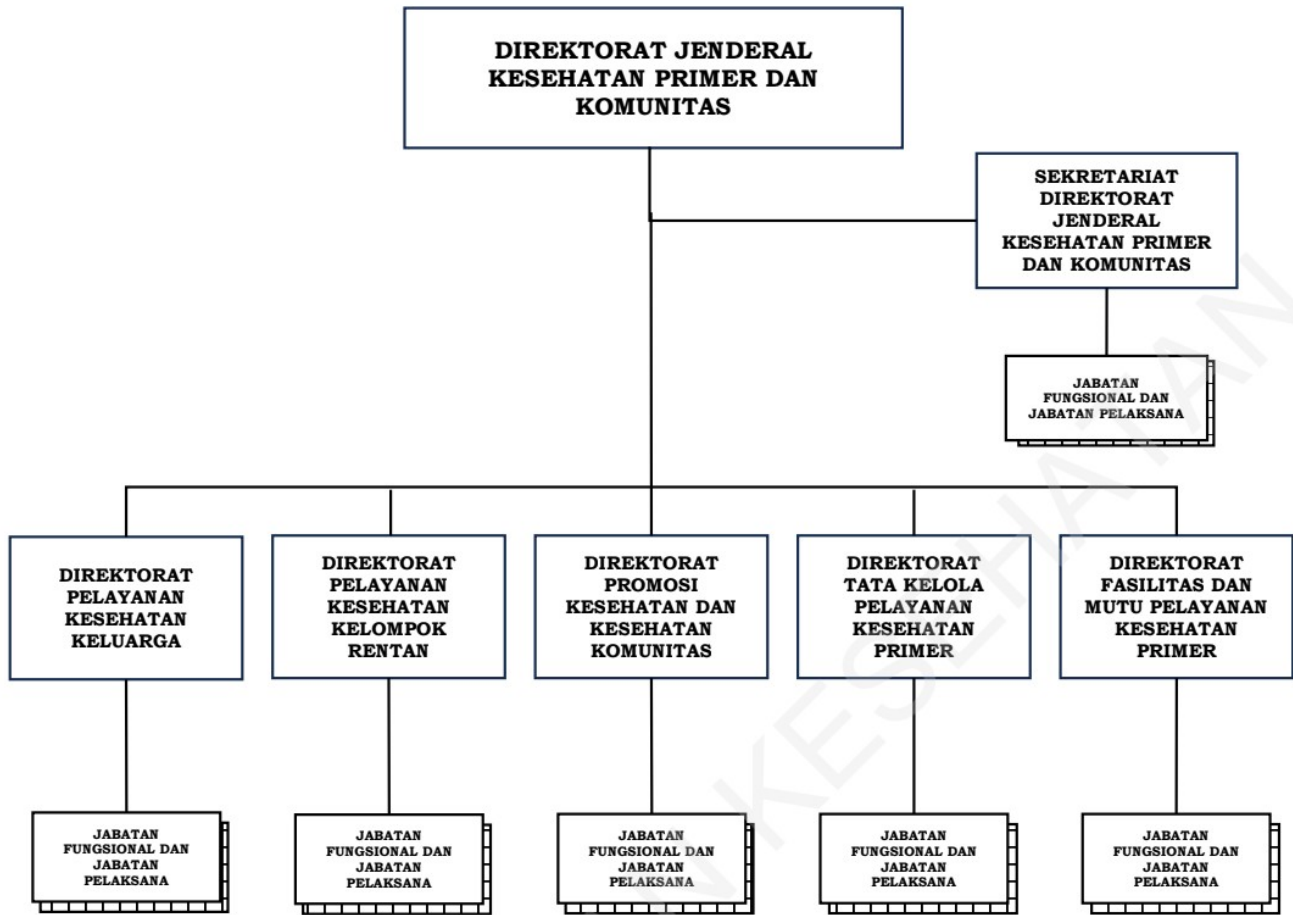 DIREKTORAT JENDERAL
KESEHATAN PRIMER DAN
KOMUNITAS
SEKRETARIAT
DIREKTORAT
JENDERAL
KESEHATAN PRIMER
DAN KOMUNITAS
JABATAN
FUNGSIONAL DAN
JABATAN PELAKSANA
DIREKTORAT
PELAYANAN
KESEHATAN
KELUARGA
DIREKTORAT
PELAYANAN
KESEHATAN
KELOMPOK
RENTAN
DIREKTORAT
PROMOSI
KESEHATAN DAN
KESEHATAN
KOMUNITAS
DIREKTORAT
TATA KELOLA
PELAYANAN
KESEHATAN
PRIMER
DIREKTORAT
FASILITAS DAN
MUTU PELAYANAN
KESEHATAN
PRIMER
JABATAN
FUNGSIONAL DAN
JABATAN
PELAKSANA
JABATAN
FUNGSIONAL DAN
JABATAN
PELAKSANA
JABATAN
FUNGSIONAL DAN
JABATAN
PELAKSANA
JABATAN
FUNGSIONAL DAN
JABATAN
PELAKSANA
JABATAN
FUNGSIONAL DAN
JABATAN
PELAKSANA
N KESEHATAN